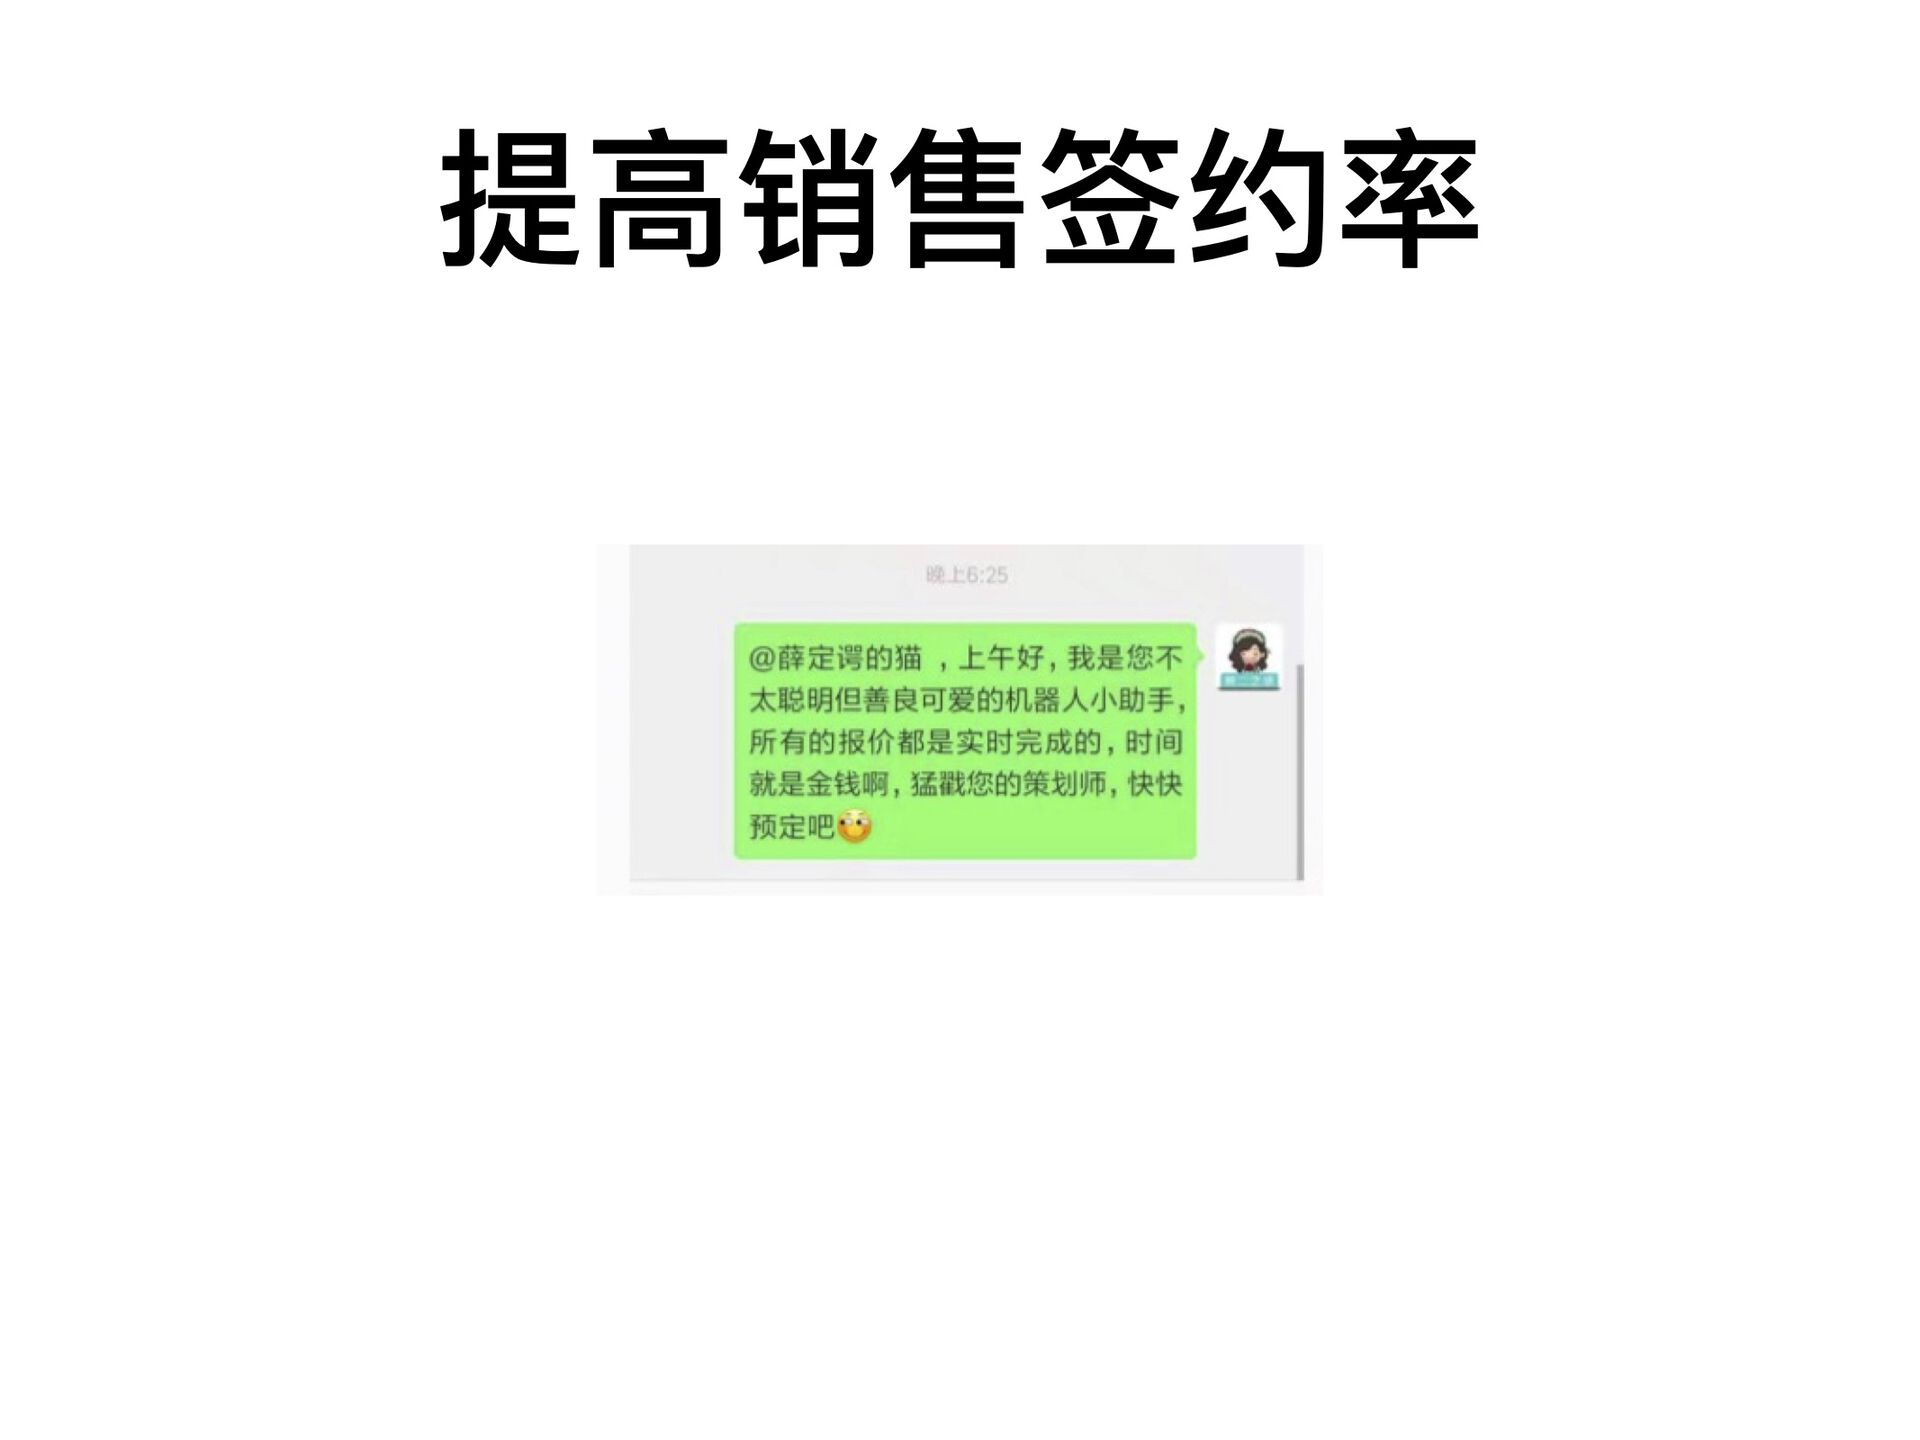 提高销售签约率
晚上6:25
@薛定谔的猫 ，上午好，我是您不
太聪明但善良可爱的机器人小助手，
所有的报价都是实时完成的，时间
就是金钱啊，猛戳您的策划师，快快
预定吧